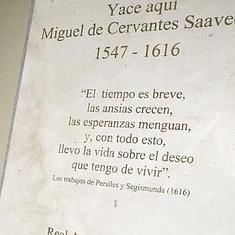 Yace aquí
Miguel de Cervantes Saave
1547 - 1616
“El tiempo es breve,
las ansias crecen,
las esperanzas menguan,
y, con todo esto,
llevo la vida sobre el deseo
que tengo de vivir”.
Los trabajos de Persiles y Segismunda (1616)
Real